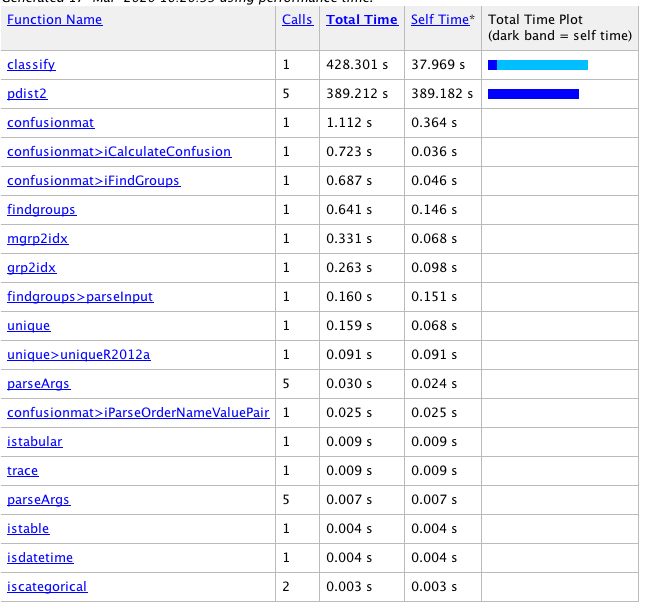 Generated 17-Mar-2020 16:20:55 using performance time.
Function Name Calls Total Time Self Time* Total Time Plot
(dark band = self time)
classify 1 428.301 s 37.969 s
pdist2 5 389.212 s 389.182 s
confusionmat 1 1.112 s 0.364 s
confusionmat>iCalculateConfusion 1 0.723 s 0.036 s
confusionmat>iFindGroups 1 0.687 s 0.046 s
findgroups 1 0.641 s 0.146 s
mgrp2idx 1 0.331 s 0.068 s
grp2idx 1 0.263 s 0.098 s
findgroups>parseInput 1 0.160 s 0.151 s
unique 1 0.159 s 0.068 s
unique>uniqueR2012a 1 0.091 s 0.091 s
parseArgs 5 0.030 s 0.024 s
confusionmat>iParseOrderNameValuePair 1 0.025 s 0.025 s
istabular 1 0.009 s 0.009 s
trace 1 0.009 s 0.009 s
parseArgs 5 0.007 s 0.007 s
istable 1 0.004 s 0.004 s
isdatetime 1 0.004 s 0.004 s
iscategorical 2 0.003 s 0.003 s